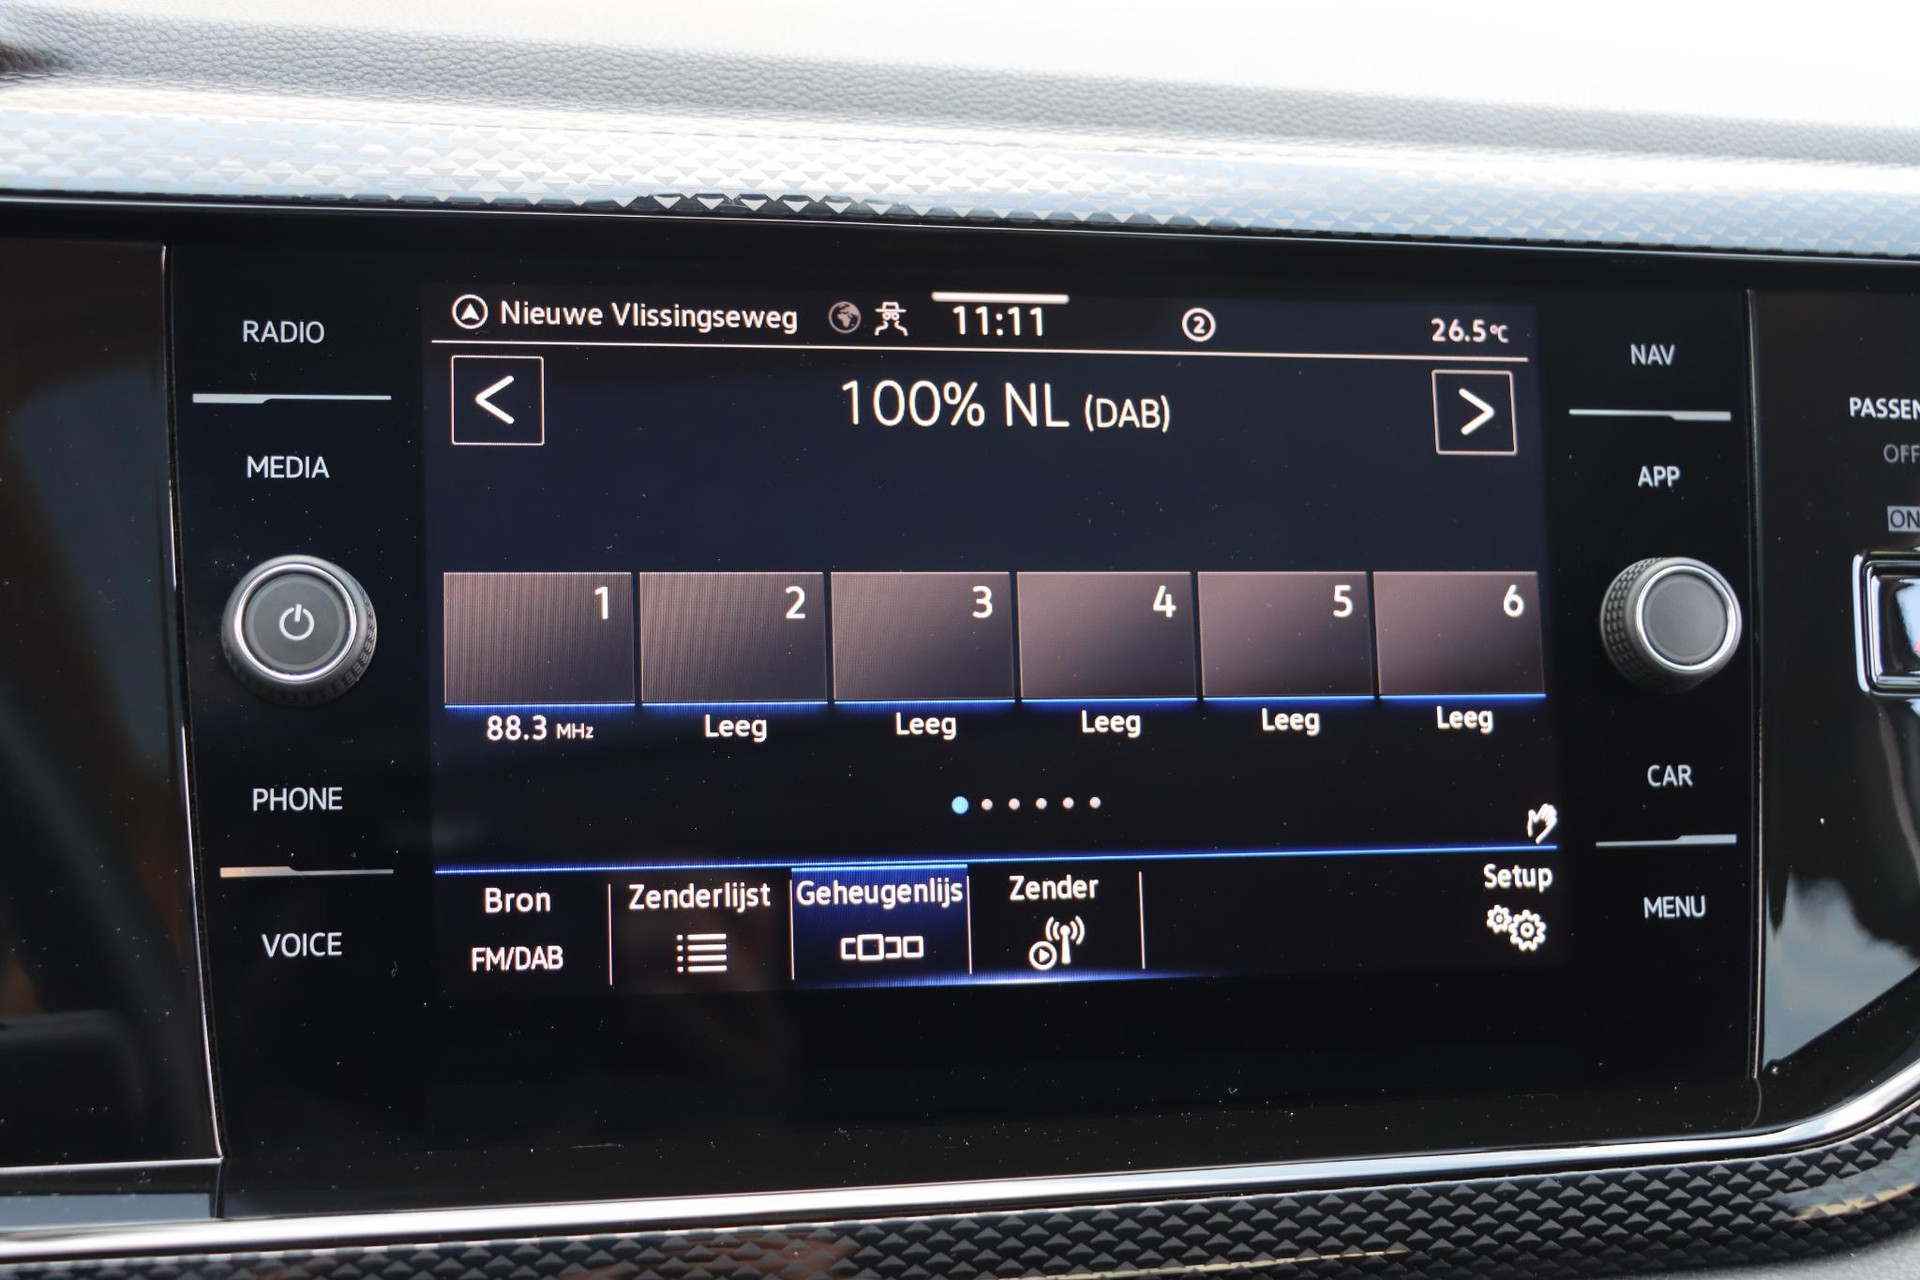 RADIO
MEDIA
PHONE
VOICE
Nieuwe Vlissingseweg 11:11 2 26.5°C
100% NL (DAB)
1 2 3 4 5 6
88.3 MHz Leeg Leeg Leeg Leeg Leeg
Bron Zenderlijst Geheugenlijs Zender Setup
FM/DAB
NAV
APP
CAR
MENU
PASSEN
OFF
ON